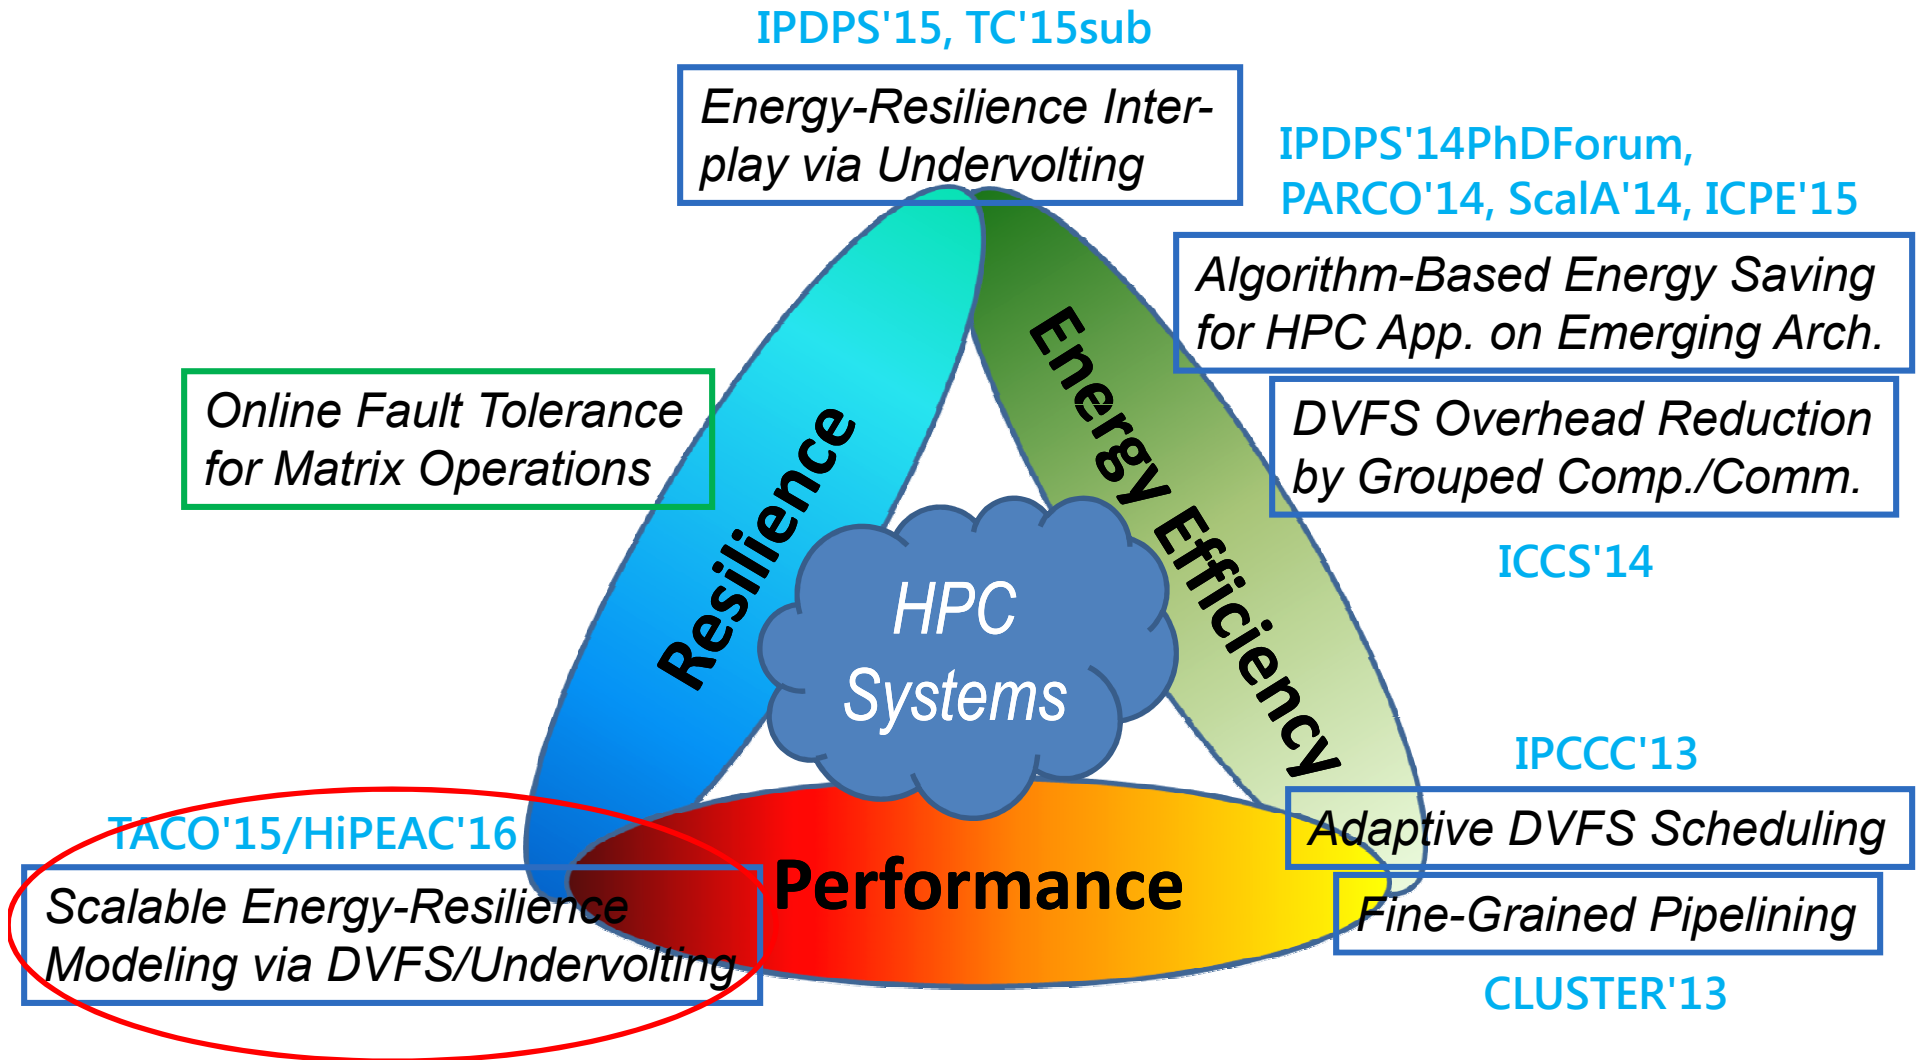 IPDPS'15, TC'15sub
Energy-Resilience Inter-
play via Undervolting
IPDPS'14PhDForum,
PARCO'14, ScalA'14, ICPE'15
Algorithm-Based Energy Saving
for HPC App. on Emerging Arch.
DVFS Overhead Reduction
by Grouped Comp./Comm.
ICCS'14
Online Fault Tolerance
for Matrix Operations
Resilience
Energy Efficiency
HPC
Systems
IPCCC'13
Adaptive DVFS Scheduling
Fine-Grained Pipelining
CLUSTER'13
Performance
TACO'15/HiPEAC'16
Scalable Energy-Resilience
Modeling via DVFS/Undervolting